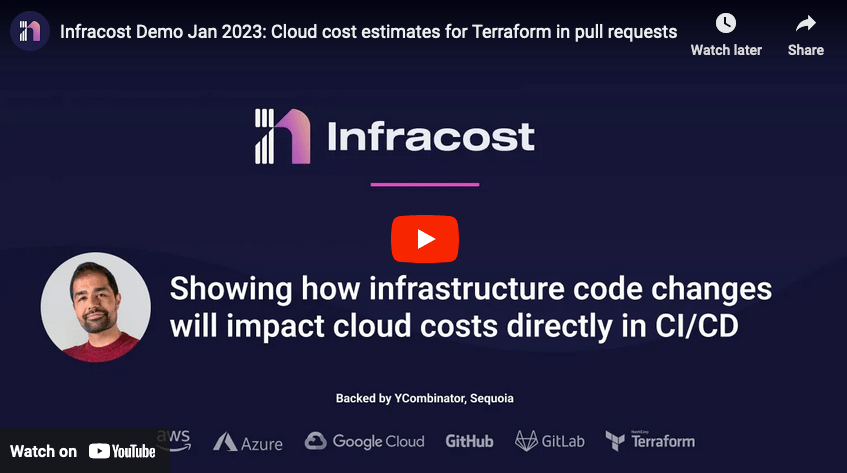 Infracost Demo Jan 2023: Cloud cost estimates for Terraform in pull requests
Watch later
Share
Infracost
Showing how infrastructure code changes
will impact cloud costs directly in CI/CD
Backed by YCombinator, Sequoia
aws
Azure
Google Cloud
GitHub
GitLab
HashiCorp
Terraform
Watch on YouTube